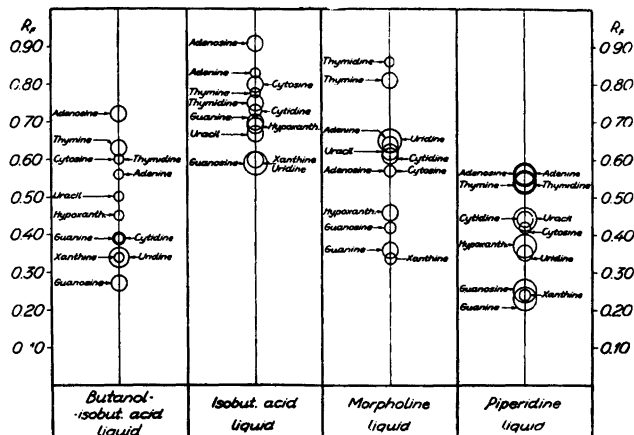 R_F
0.90
0.80
0.70
0.60
0.50
0.40
0.30
0.20
0.10
Adenosine
Thymine
Cytosine Thymidine
Adenine
Uracil
Hypoxanth.
Guanine Cytidine
Xanthine Uridine
Guanosine
Butanol-
-isobut. acid
liquid
Adenosine
Adenine
Cytosine
Thymine
Thymidine
Cytidine
Guanine
Hypoxanth.
Uracil
Guanosine Xanthine
Uridine
Isobut. acid
liquid
Thymidine
Thymine
Adenine
Uridine
Uracil
Cytidine
Adenosine Cytosine
Hypoxanth.
Guanosine
Guanine
Xanthine
Morpholine
liquid
Adenosine Adenine
Thymine Thymidine
Cytidine Uracil
Cytosine
Hypoxanth.
Uridine
Guanosine
Xanthine
Guanine
Piperidine
liquid
R_F
0.90
0.80
0.70
0.60
0.50
0.40
0.30
0.20
0.10